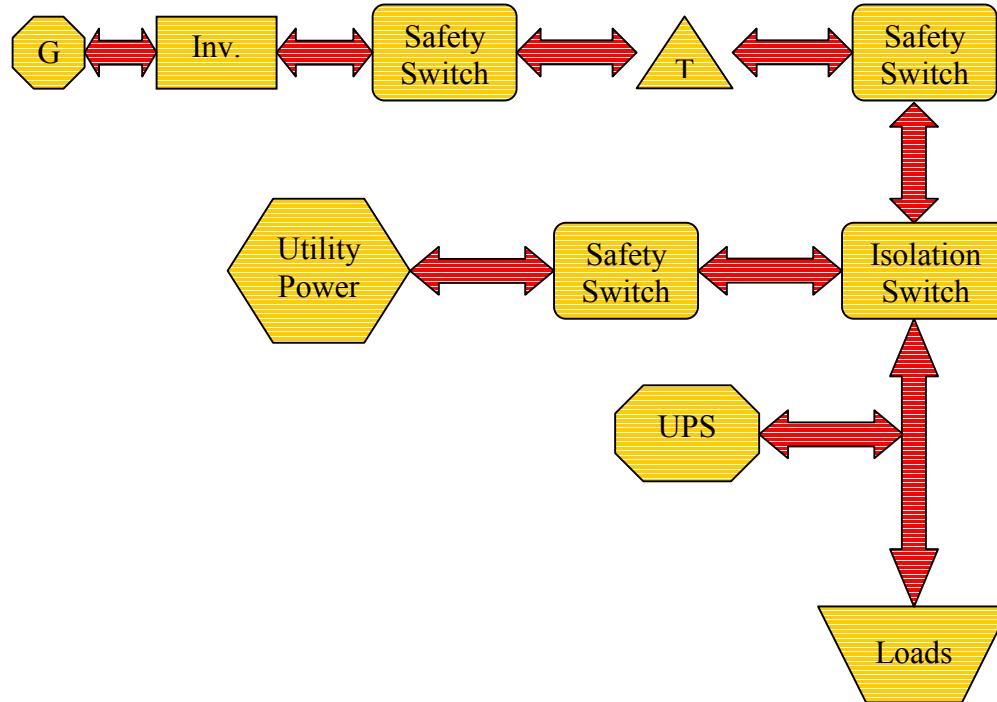 G
Inv.
Safety
Switch
T
Safety
Switch
Utility
Power
Safety
Switch
Isolation
Switch
UPS
Loads